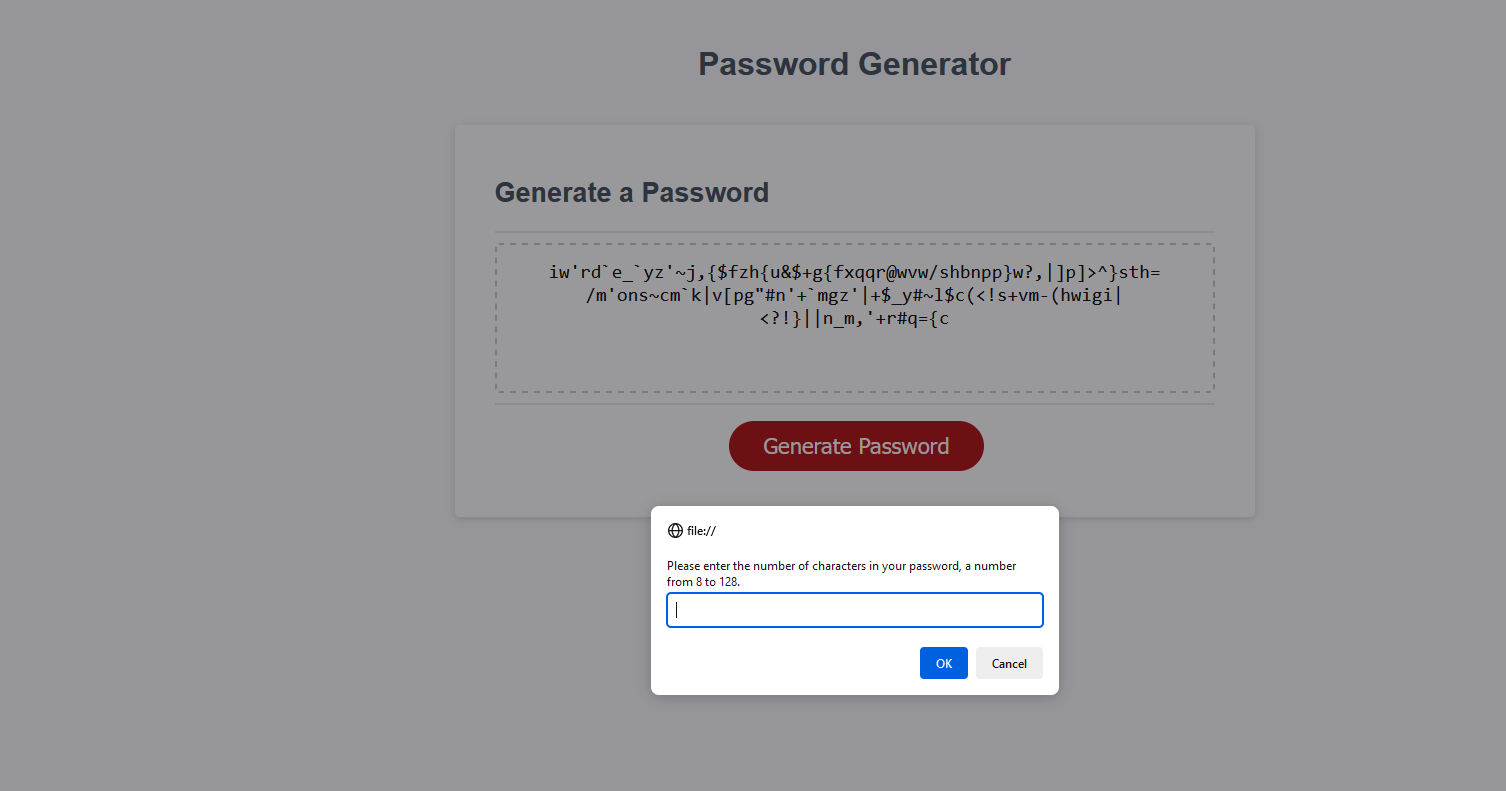 Password Generator
Generate a Password
iw'rd`e_`yz'~j,{$fzh{u&$+g{fxqqr@wvw/shbnpp}w?,|]p]>^}sth=
/m'ons~cm`k|v[pg"#n'+`mgz'|+$_y#~l$c(<!s+vm-(hwigi|
<?!}||n_m,'+r#q={c
Generate Password
file://
Please enter the number of characters in your password, a number
from 8 to 128.
OK
Cancel